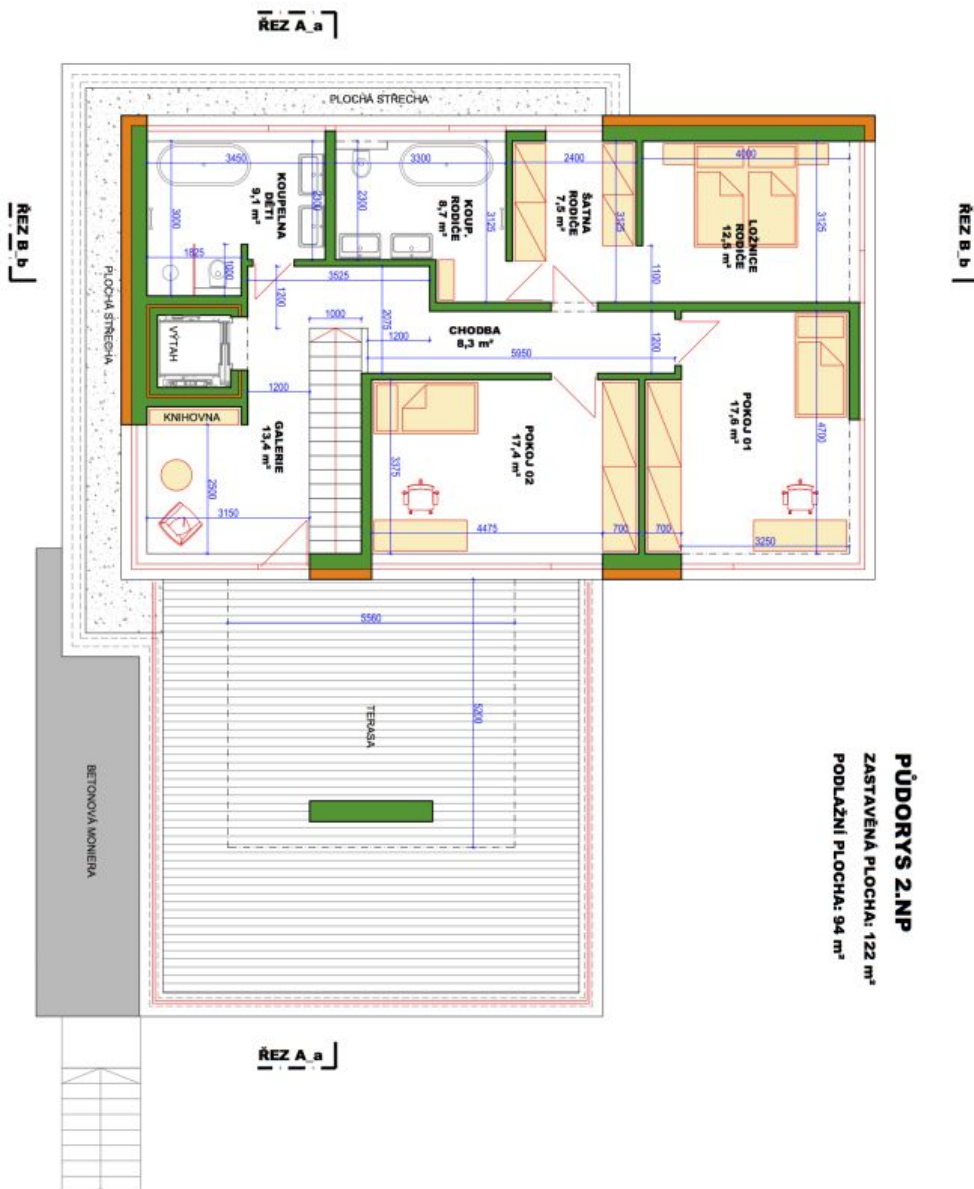 ŘEZ A_a
PLOCHÁ STŘECHA
ŘEZ B_b
ŘEZ B_b
3450
3300
2400
4000
KOUPELNA
DĚTI
9,1 m²
2300
3000
1825
1000
KOUP.
RODIČE
8,7 m²
2300
3125
ŠATNA
RODIČE
7,5 m²
3125
LOŽNICE
RODIČE
12,5 m²
3125
1100
PLOCHÁ STŘECHA
3525
1200
2075
1000
1200
CHODBA
8,3 m²
5950
1200
VÝTAH
1200
KNIHOVNA
GALERIE
13,4 m²
2500
3150
3375
POKOJ 02
17,4 m²
4475
700
700
POKOJ 01
17,6 m²
4700
3250
5560
5200
TERASA
BETONOVÁ MONIERA
PŮDORYS 2.NP
ZASTAVĚNÁ PLOCHA: 122 m²
PODLAŽNÍ PLOCHA: 94 m²
ŘEZ A_a